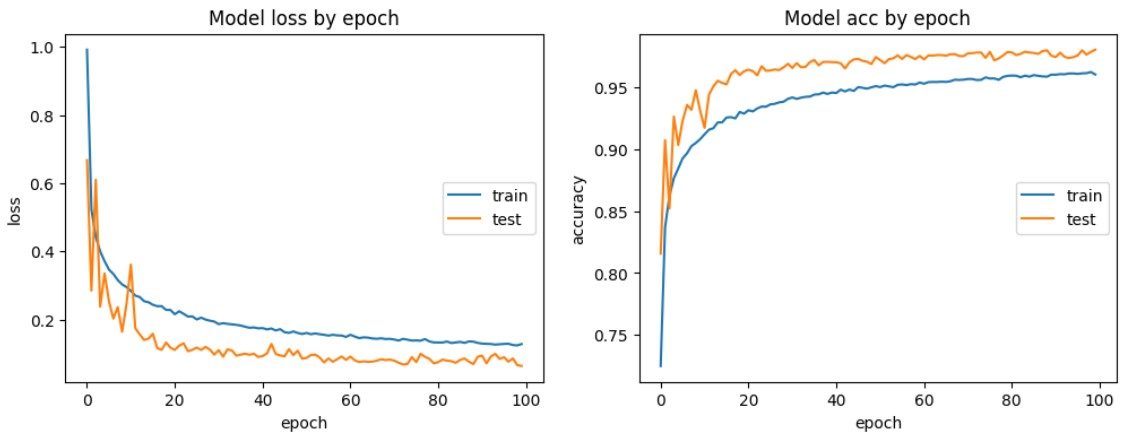 Model loss by epoch
1.0
0.8
0.6
0.4
0.2
loss
train
test
0 20 40 60 80 100
epoch
Model acc by epoch
0.95
0.90
0.85
0.80
0.75
accuracy
train
test
0 20 40 60 80 100
epoch